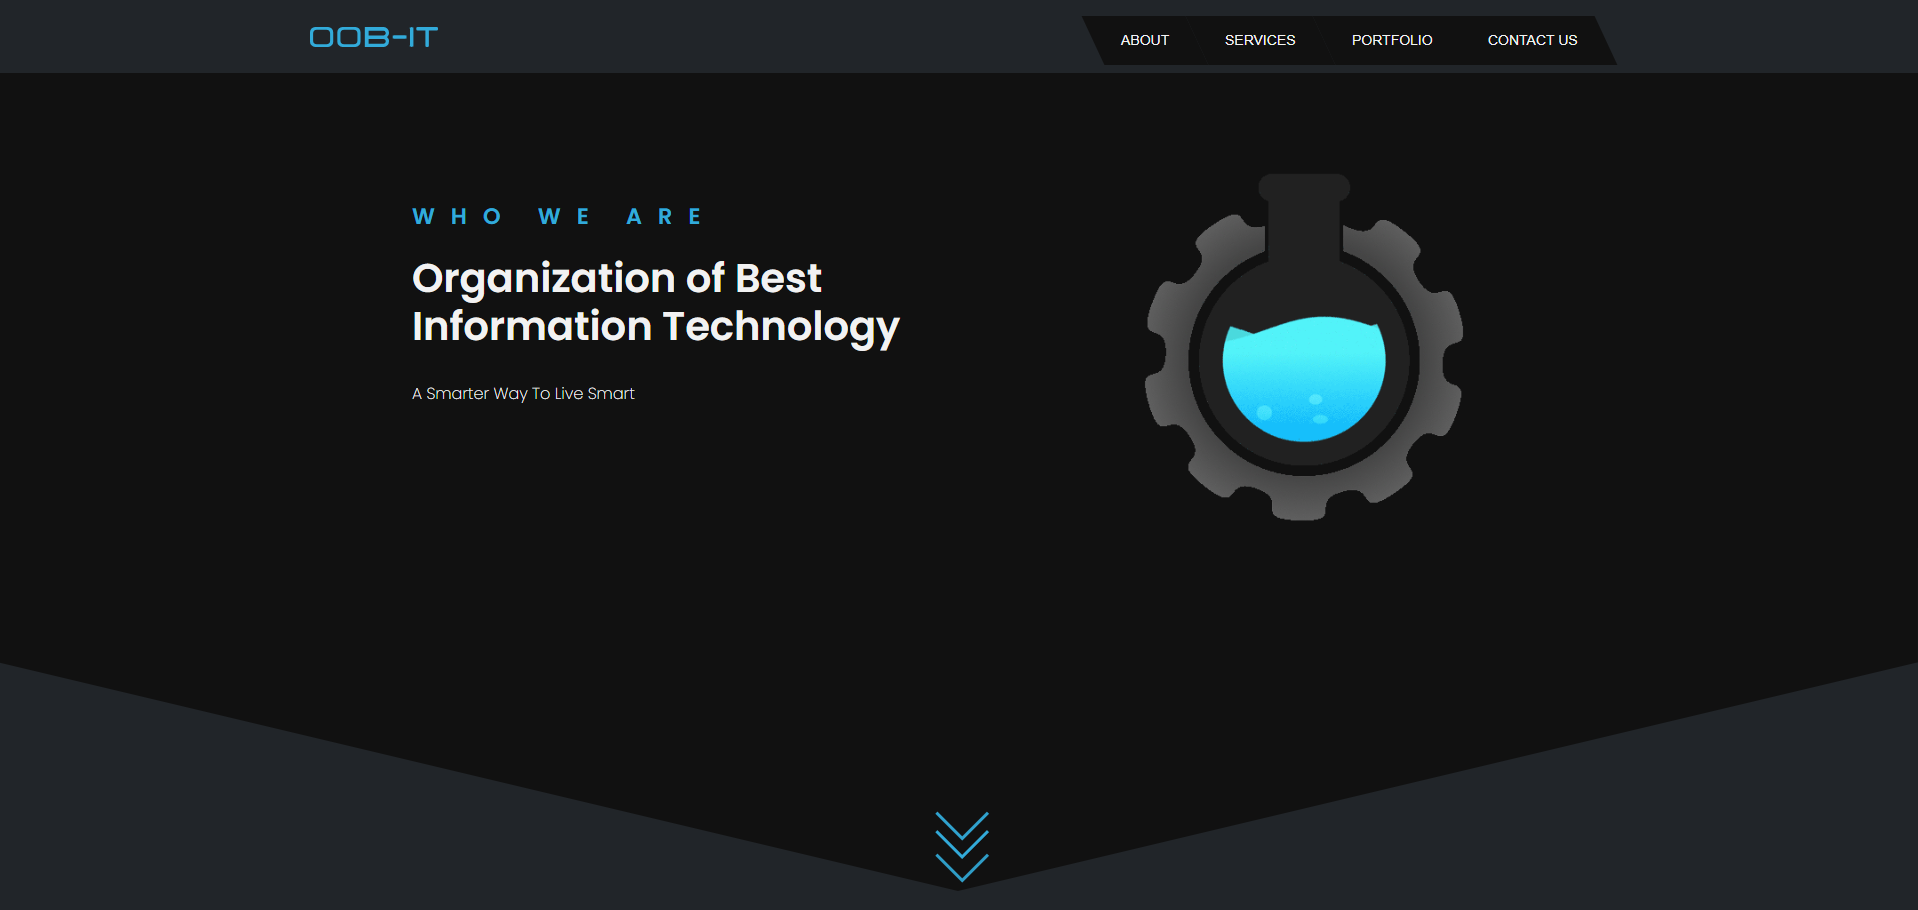 OOB-IT
ABOUT SERVICES PORTFOLIO CONTACT US
WHO WE ARE
Organization of Best
Information Technology
A Smarter Way To Live Smart